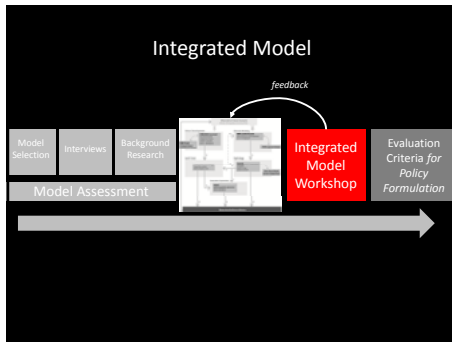 Integrated Model
feedback
Model
Selection
Interviews
Background
Research
Model Assessment
Integrated
Model
Workshop
Evaluation
Criteria for
Policy
Formulation